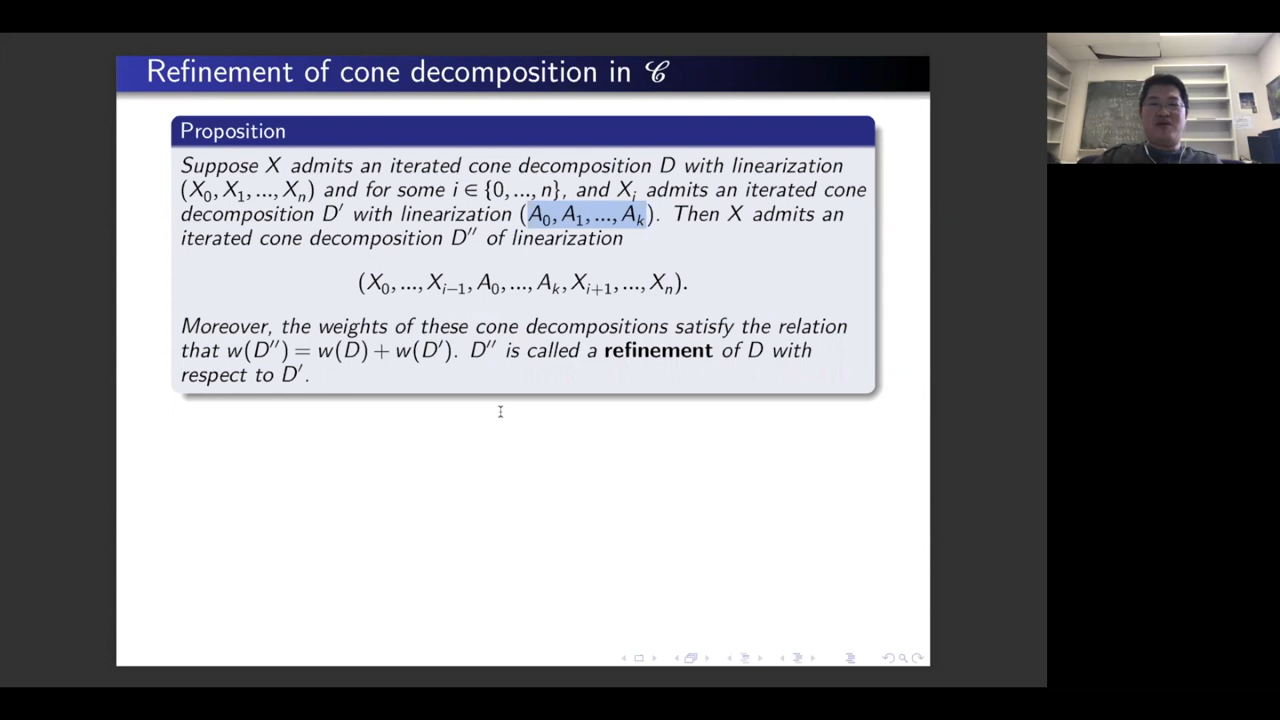 Refinement of cone decomposition in 𝒞
Proposition
Suppose X admits an iterated cone decomposition D with linearization
(X₀, X₁, ..., Xₙ) and for some i ∈ {0, ..., n}, and Xᵢ admits an iterated cone
decomposition D′ with linearization (A₀, A₁, ..., Aₖ). Then X admits an
iterated cone decomposition D″ of linearization
(X₀, ..., Xᵢ₋₁, A₀, ..., Aₖ, Xᵢ₊₁, ..., Xₙ).
Moreover, the weights of these cone decompositions satisfy the relation
that w(D″) = w(D) + w(D′). D″ is called a refinement of D with
respect to D′.